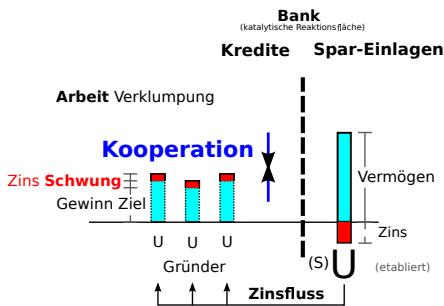 Bank
(katalytische Reaktionsfläche)
Kredite Spar-Einlagen
Arbeit Verklumpung
Kooperation
Zins Schwung
Gewinn Ziel
Vermögen
Zins
U U U
Gründer
(S) U (etabliert)
Zinsfluss